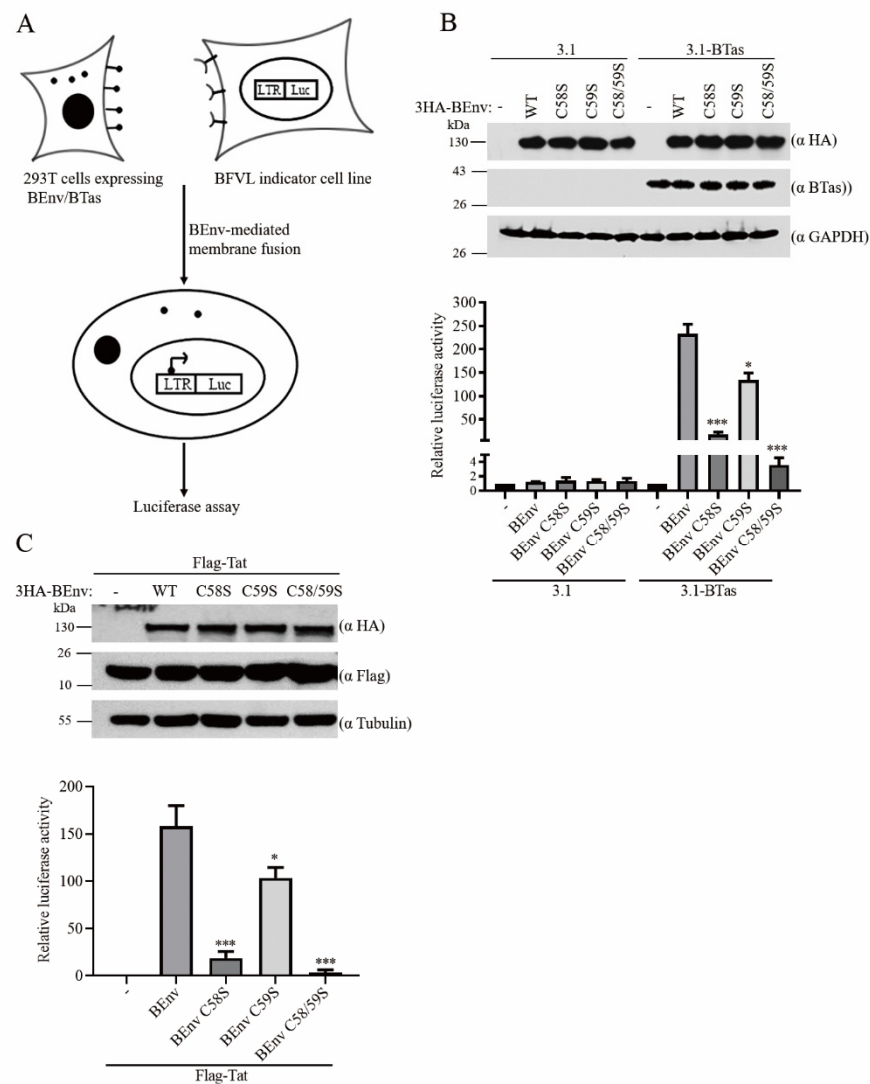 A
LTR Luc
293T cells expressing
BEnv/BTas
BFVL indicator cell line
BEnv-mediated
membrane fusion
LTR Luc
Luciferase assay
B
3.1 3.1-BTas
3HA-BEnv: - WT C58S C59S C58/59S - WT C58S C59S C58/59S
kDa
130 (α HA)
43
(α BTas))
26
(α GAPDH)
26
Relative luciferase activity
300
250
200
150
100
50
4
2
0
- BEnv BEnv C58S BEnv C59S BEnv C58/59S - BEnv BEnv C58S BEnv C59S BEnv C58/59S
*** * ***
3.1 3.1-BTas
C
Flag-Tat
3HA-BEnv: - WT C58S C59S C58/59S
kDa
130 (α HA)
26
(α Flag)
10
55 (α Tubulin)
Relative luciferase activity
200
150
100
50
0
*** * ***
- BEnv BEnv C58S BEnv C59S BEnv C58/59S
Flag-Tat